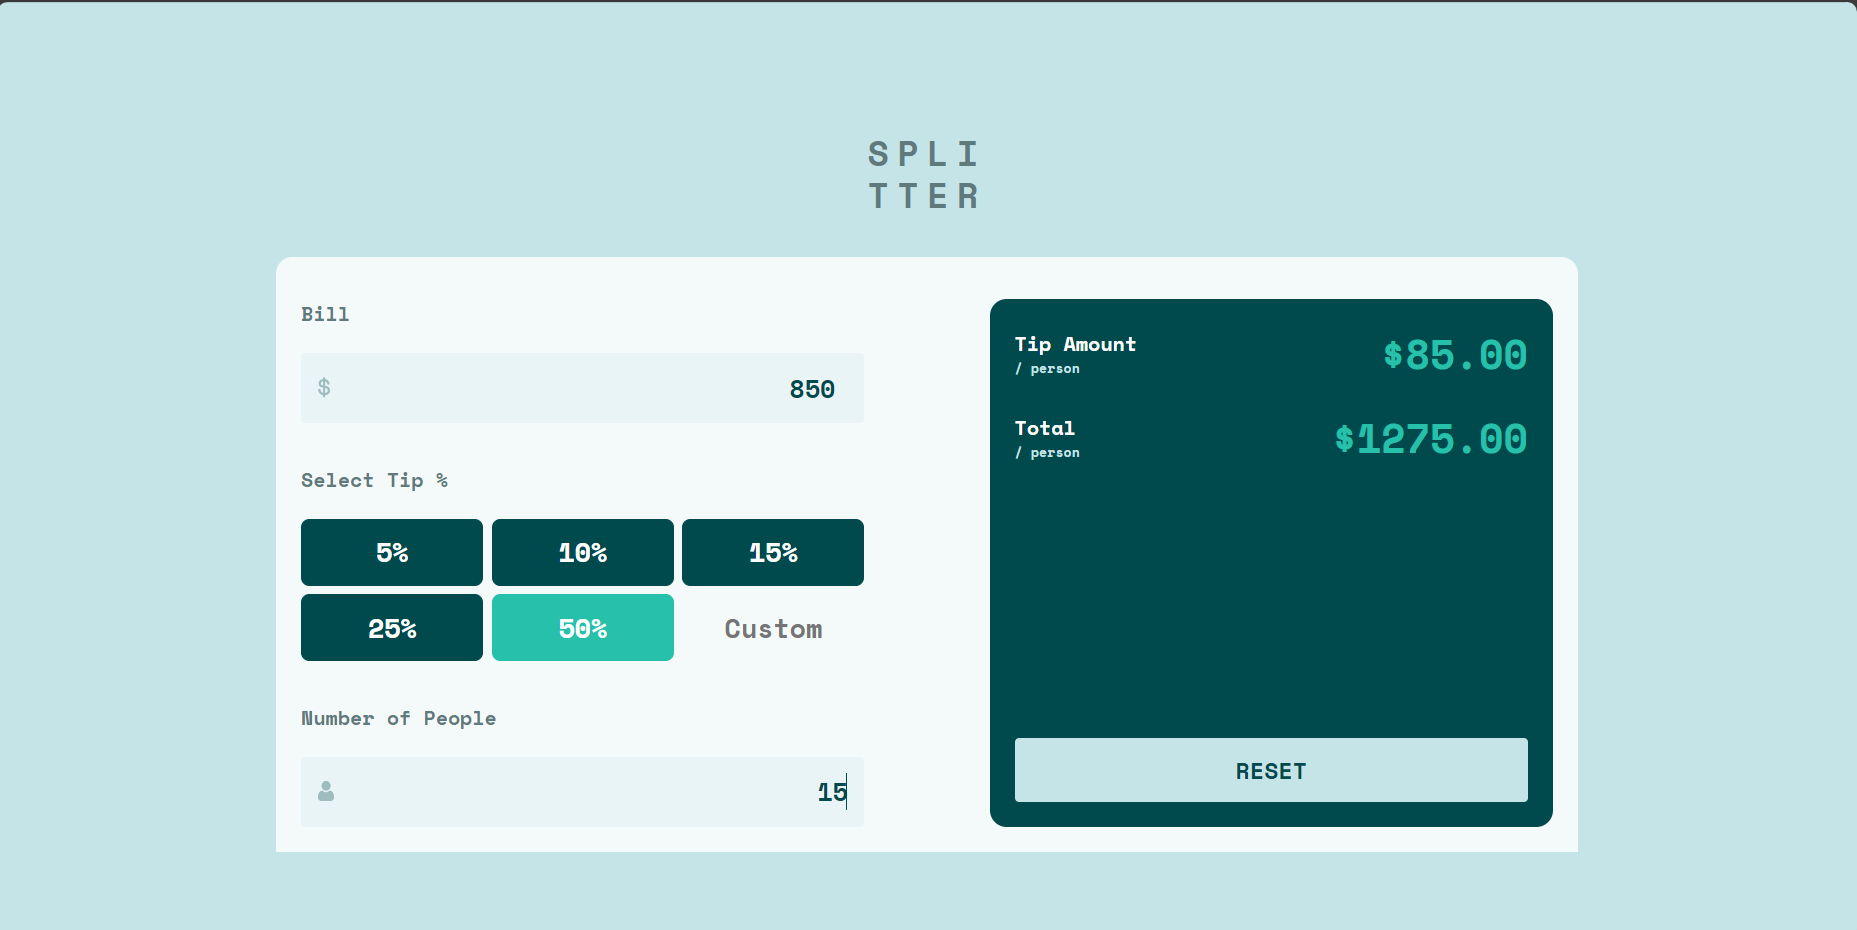 SPLI
TTER
Bill
$ 850
Select Tip %
5% 10% 15%
25% 50% Custom
Number of People
15
Tip Amount $85.00
/ person
Total $1275.00
/ person
RESET